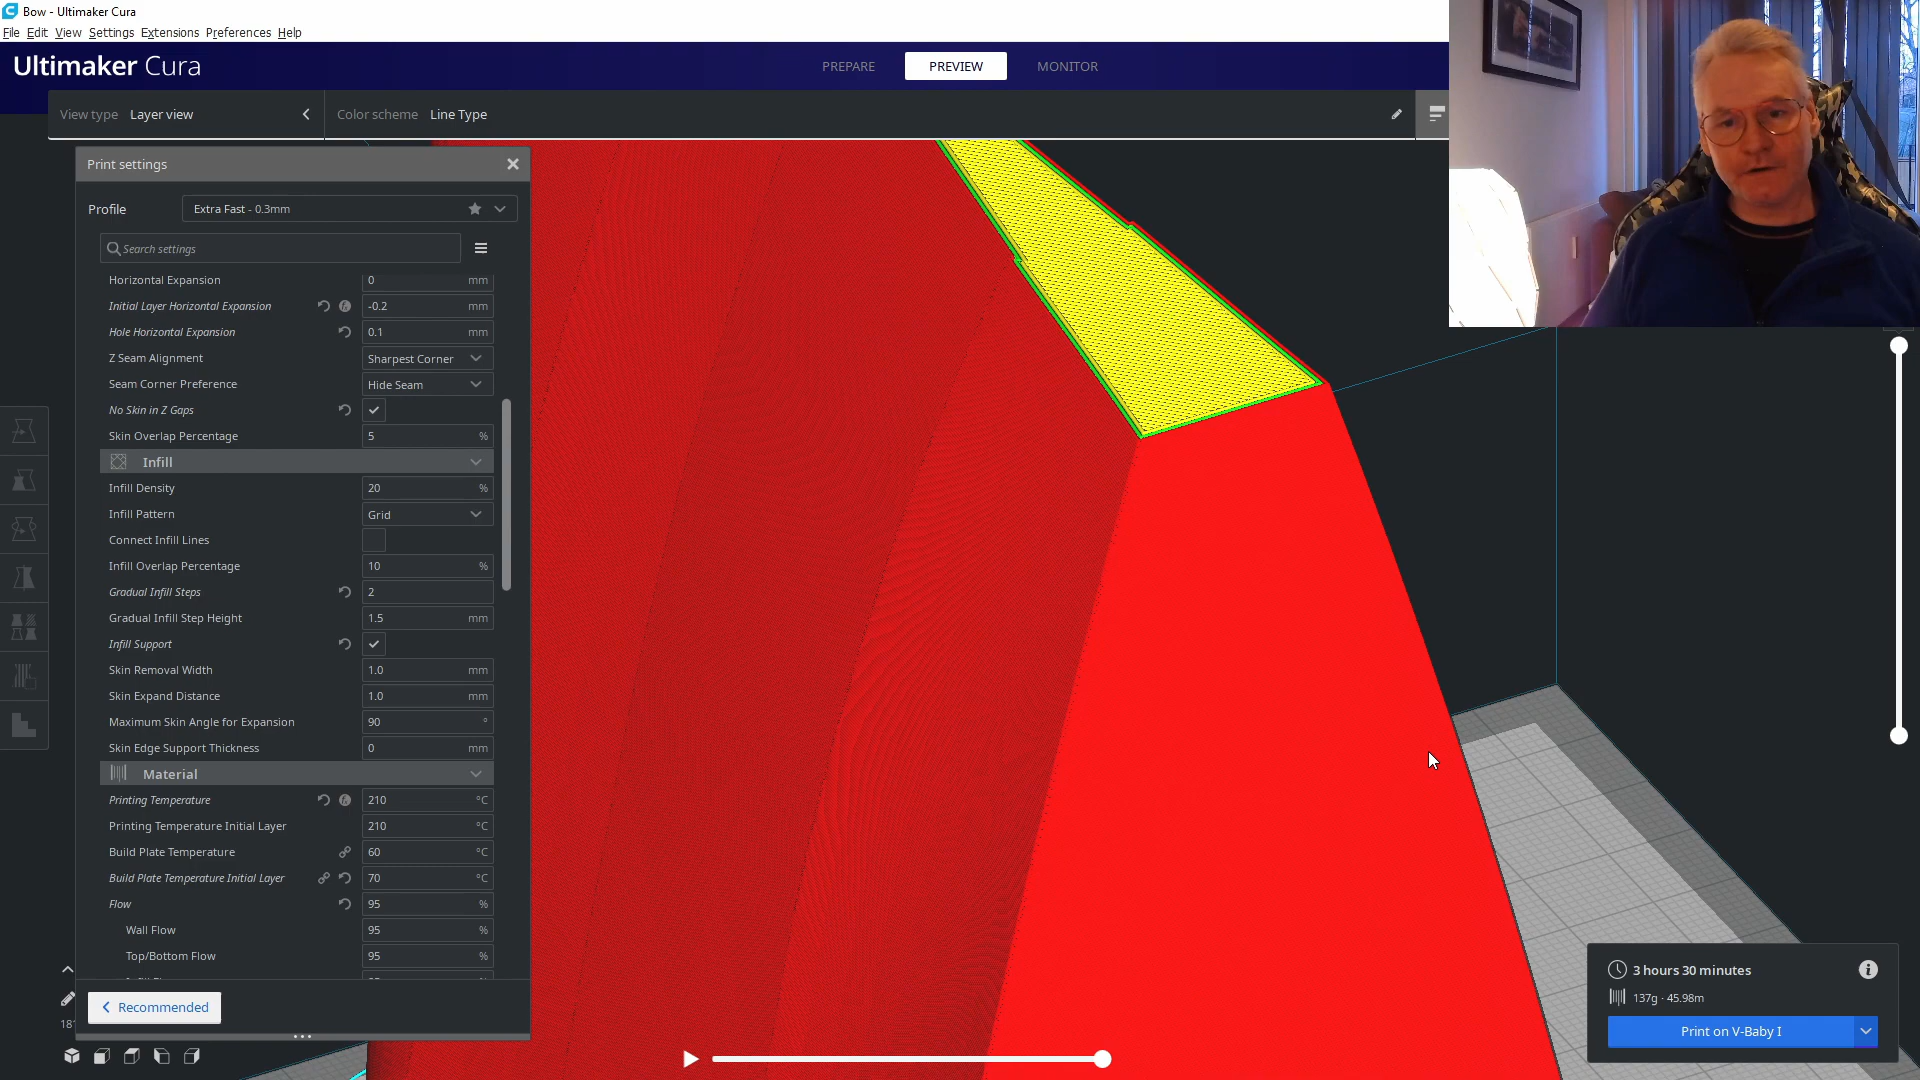 Bow - Ultimaker Cura
File Edit View Settings Extensions Preferences Help
Ultimaker Cura
PREPARE PREVIEW MONITOR
View type Layer view
Color scheme Line Type
Print settings
Profile Extra Fast - 0.3mm
Search settings
Horizontal Expansion 0 mm
Initial Layer Horizontal Expansion -0.2 mm
Hole Horizontal Expansion 0.1 mm
Z Seam Alignment Sharpest Corner
Seam Corner Preference Hide Seam
No Skin in Z Gaps
Skin Overlap Percentage 5 %
Infill
Infill Density 20 %
Infill Pattern Grid
Connect Infill Lines
Infill Overlap Percentage 10 %
Gradual Infill Steps 2
Gradual Infill Step Height 1.5 mm
Infill Support
Skin Removal Width 1.0 mm
Skin Expand Distance 1.0 mm
Maximum Skin Angle for Expansion 90 °
Skin Edge Support Thickness 0 mm
Material
Printing Temperature 210 °C
Printing Temperature Initial Layer 210 °C
Build Plate Temperature 60 °C
Build Plate Temperature Initial Layer 70 °C
Flow 95 %
Wall Flow 95 %
Top/Bottom Flow 95 %
Recommended
3 hours 30 minutes
137g · 45.98m
Print on V-Baby I